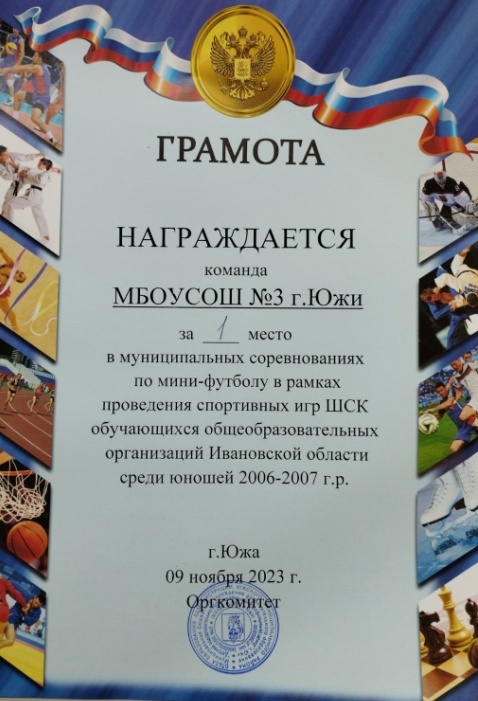 ГРАМОТА
НАГРАЖДАЕТСЯ
команда
МБОУСОШ №3 г.Южи
за 1 место
в муниципальных соревнованиях
по мини-футболу в рамках
проведения спортивных игр ШСК
обучающихся общеобразовательных
организаций Ивановской области
среди юношей 2006-2007 г.р.
г.Южа
09 ноября 2023 г.
Оргкомитет